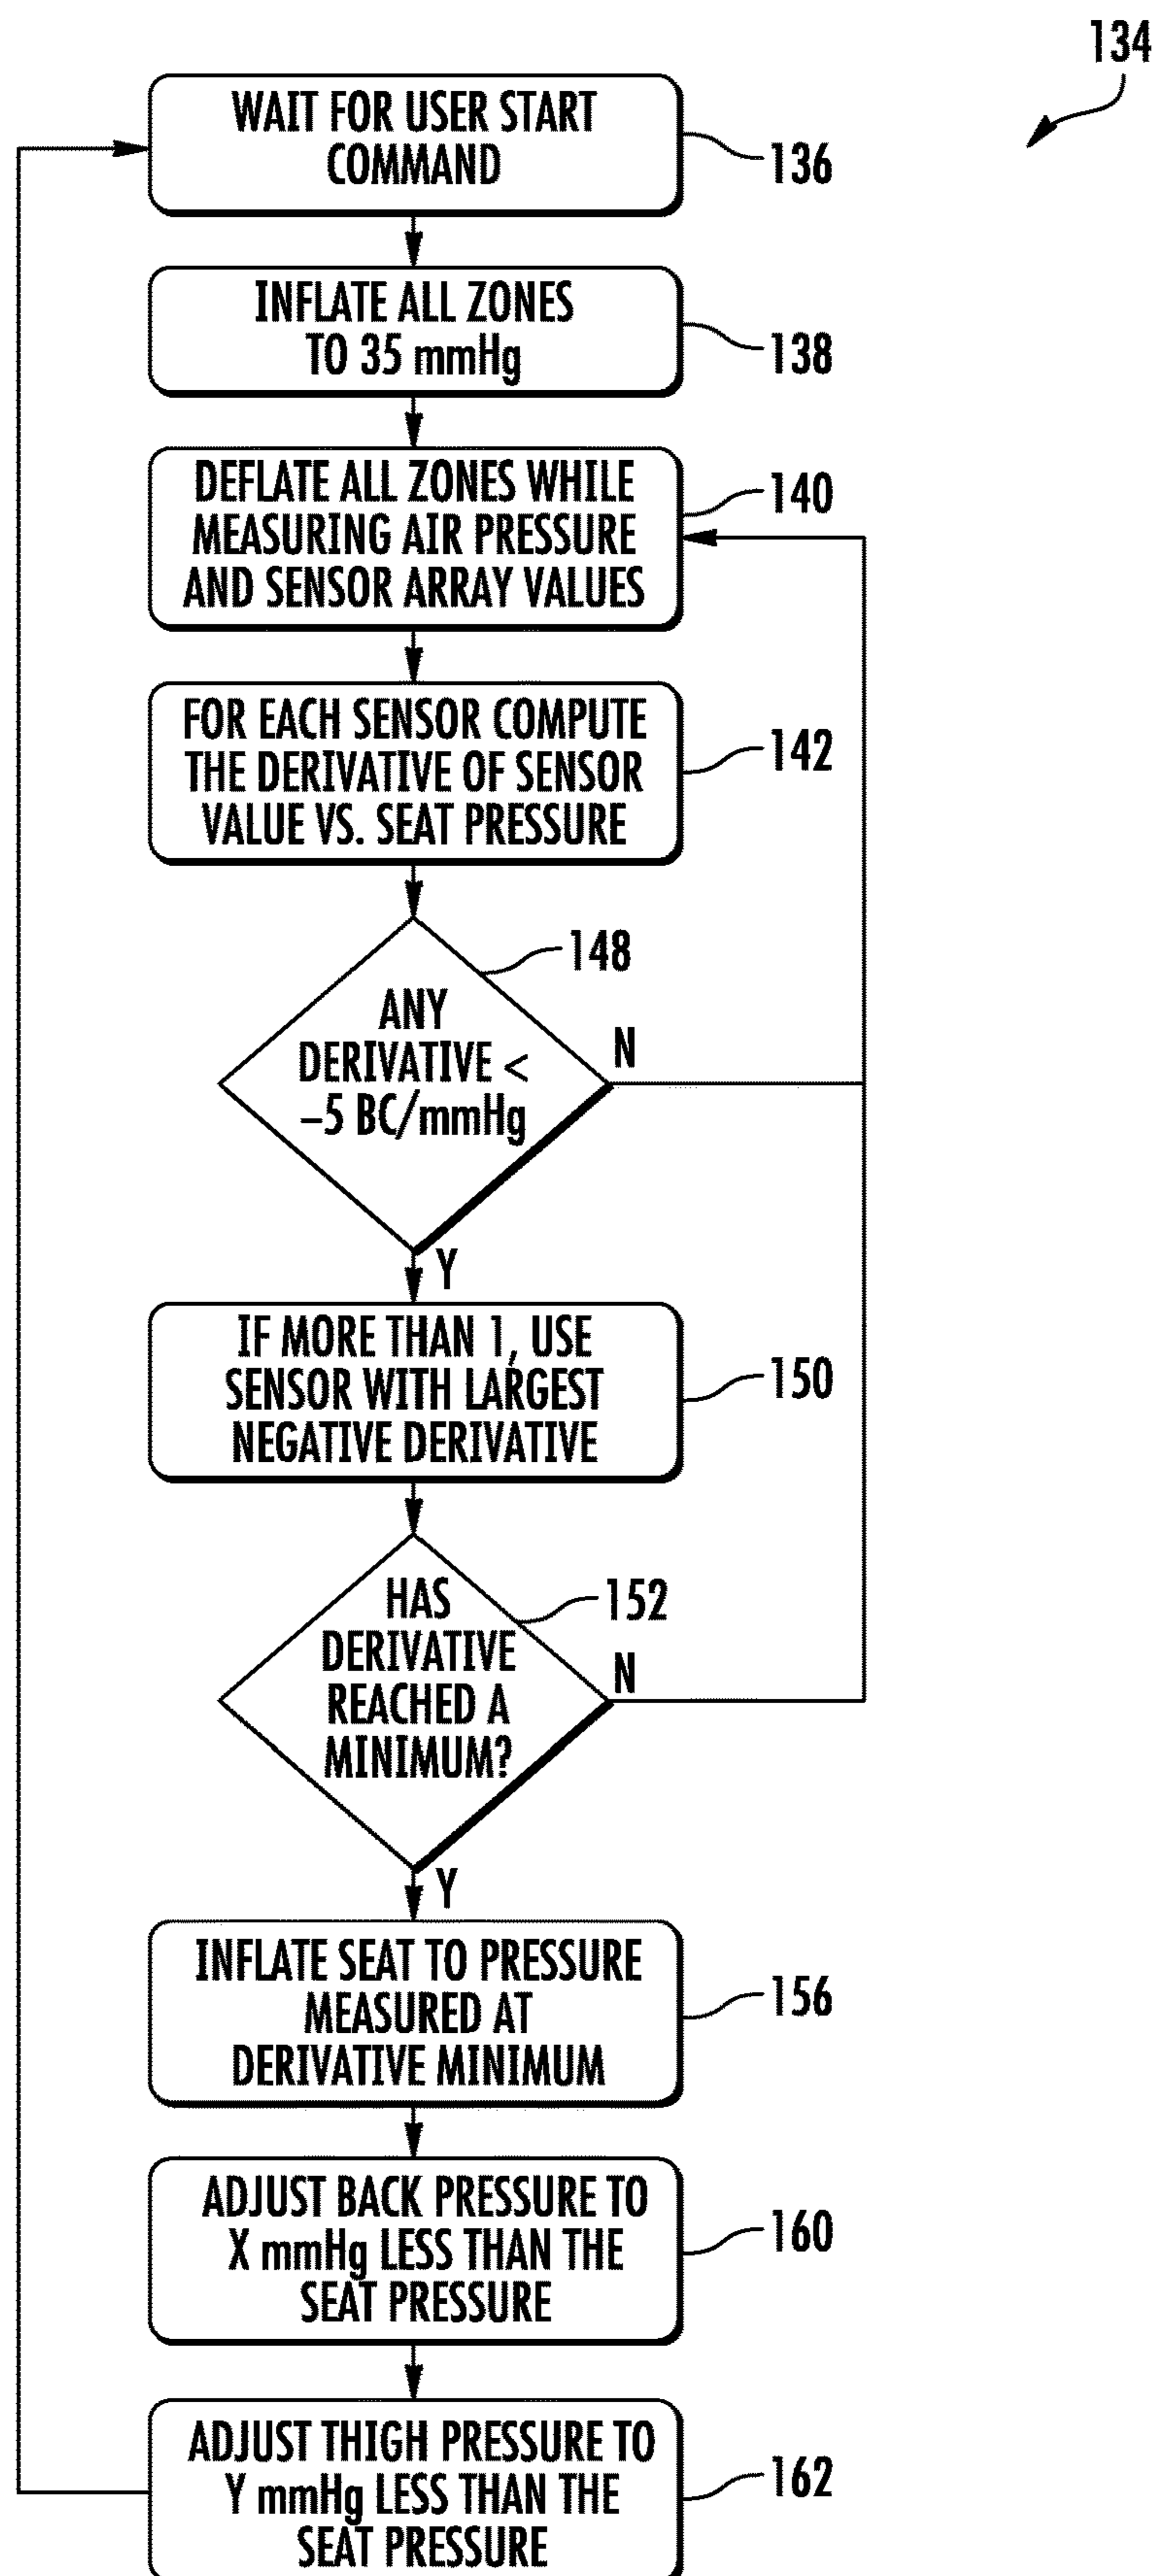 134
WAIT FOR USER START
COMMAND
136
INFLATE ALL ZONES
TO 35 mmHg
138
DEFLATE ALL ZONES WHILE
MEASURING AIR PRESSURE
AND SENSOR ARRAY VALUES
140
FOR EACH SENSOR COMPUTE
THE DERIVATIVE OF SENSOR
VALUE VS. SEAT PRESSURE
142
148
ANY
DERIVATIVE <
–5 BC/mmHg
N
Y
IF MORE THAN 1, USE
SENSOR WITH LARGEST
NEGATIVE DERIVATIVE
150
152
HAS
DERIVATIVE
REACHED A
MINIMUM?
N
Y
INFLATE SEAT TO PRESSURE
MEASURED AT
DERIVATIVE MINIMUM
156
ADJUST BACK PRESSURE TO
X mmHg LESS THAN THE
SEAT PRESSURE
160
ADJUST THIGH PRESSURE TO
Y mmHg LESS THAN THE
SEAT PRESSURE
162